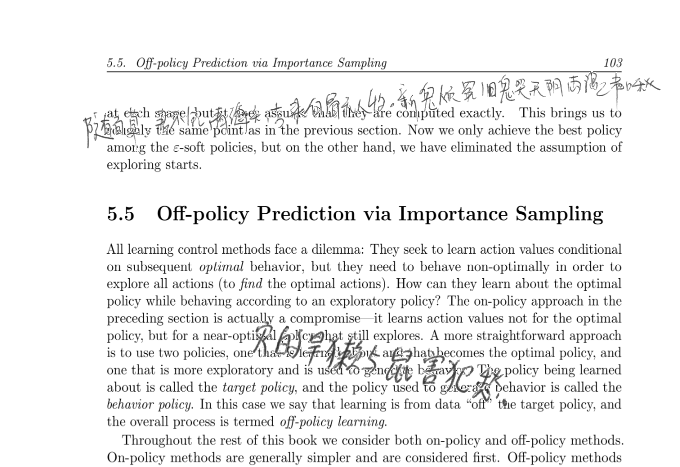 5.5. Off-policy Prediction via Importance Sampling 103
at each stage, but assume that they are computed exactly. This brings us to
roughly the same point as in the previous section. Now we only achieve the best policy
among the ε-soft policies, but on the other hand, we have eliminated the assumption of
exploring starts.
新鬼烦冤旧鬼哭天阴
5.5 Off-policy Prediction via Importance Sampling
All learning control methods face a dilemma: They seek to learn action values conditional
on subsequent optimal behavior, but they need to behave non-optimally in order to
explore all actions (to find the optimal actions). How can they learn about the optimal
policy while behaving according to an exploratory policy? The on-policy approach in the
preceding section is actually a compromise—it learns action values not for the optimal
policy, but for a near-optimal policy that still explores. A more straightforward approach
is to use two policies, one that is learned about and that becomes the optimal policy, and
one that is more exploratory and is used to generate behavior. The policy being learned
about is called the target policy, and the policy used to generate behavior is called the
behavior policy. In this case we say that learning is from data “off” the target policy, and
the overall process is termed off-policy learning.
鼠害犯
Throughout the rest of this book we consider both on-policy and off-policy methods.
On-policy methods are generally simpler and are considered first. Off-policy methods